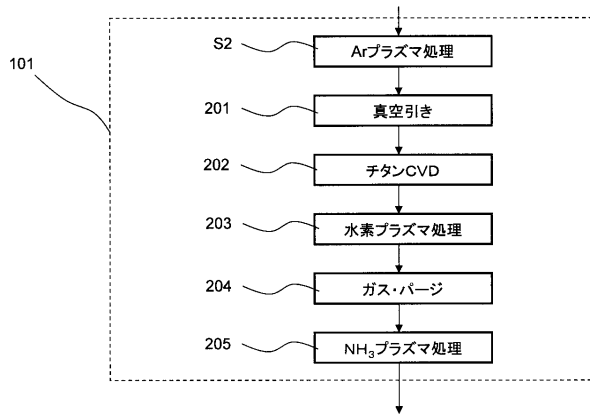 101
S2
Arプラズマ処理
201
真空引き
202
チタンCVD
203
水素プラズマ処理
204
ガス・パージ
205
NH₃プラズマ処理